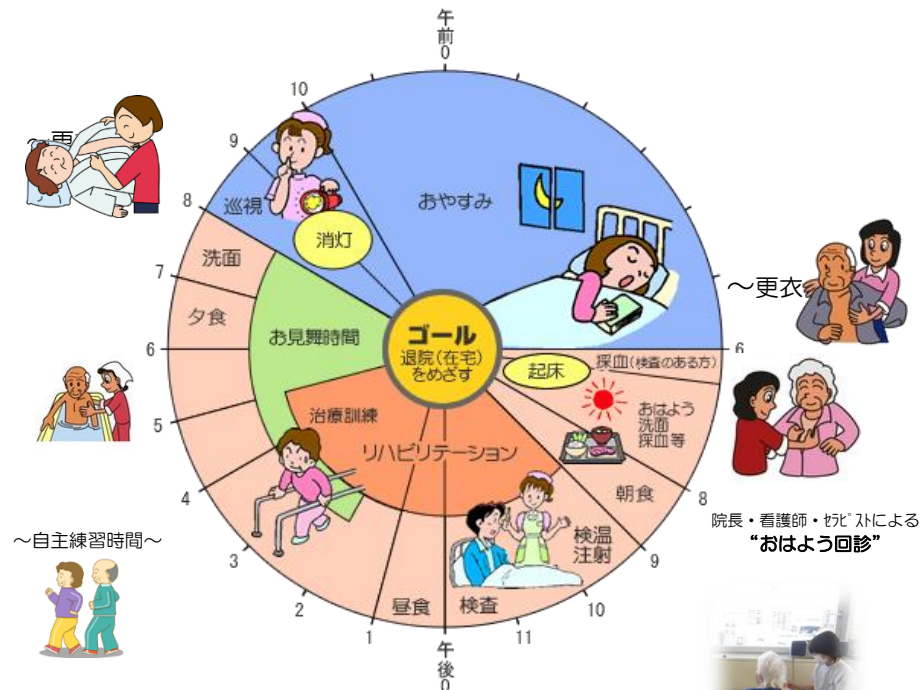 午前0
10
9
8
7
6
5
4
3
2
1
午後0
11
10
9
8
6
巡視
消灯
おやすみ
洗面
夕食
お見舞時間
ゴール
退院(在宅)
をめざす
起床
採血(検査のある方)
おはよう
洗面
採血等
治療訓練
リハビリテーション
朝食
検温
注射
検査
昼食
更
～更衣
院長・看護師・ｾﾗﾋﾟｽﾄによる
“おはよう回診”
～自主練習時間～